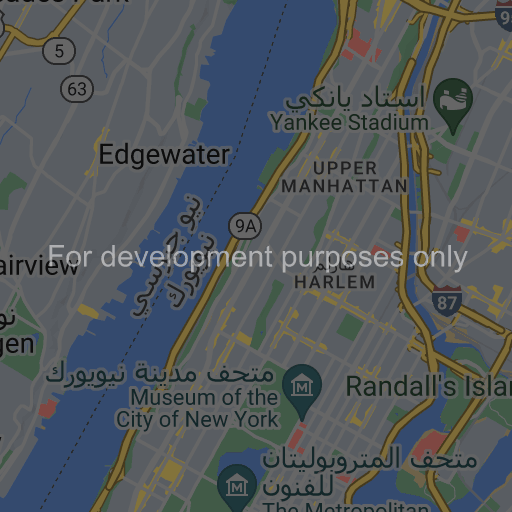 5
63
Edgewater
استاد يانكي
Yankee Stadium
UPPER
MANHATTAN
نيو جيرسي
نيويورك
9A
For development purposes only
airview
هارلم
HARLEM
87
gen
متحف مدينة نيويورك
Museum of the
City of New York
Randall's Islan
متحف المتروبوليتان
للفنون
The Metropolitan